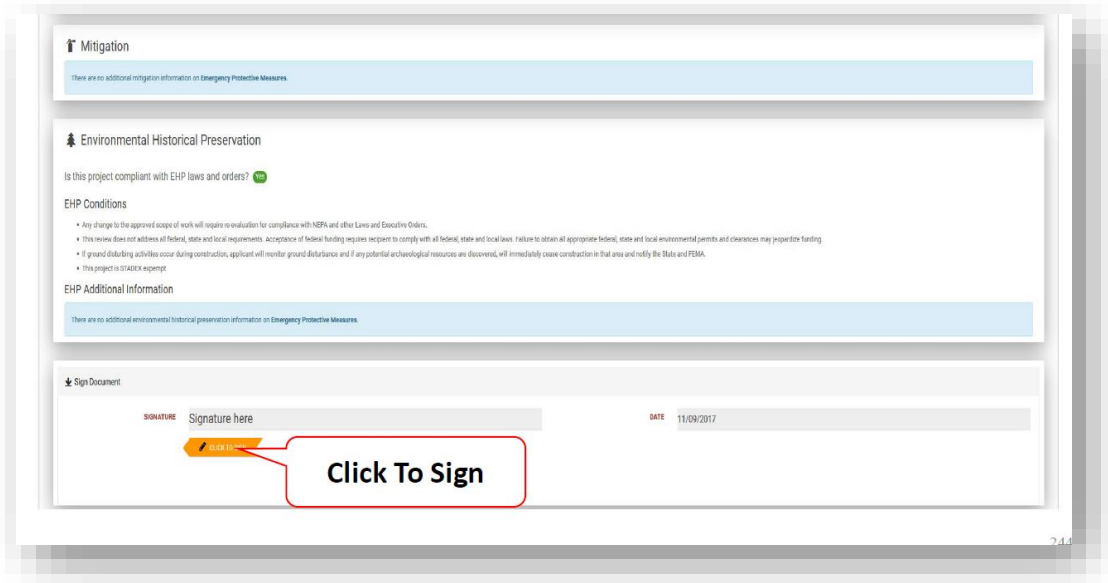 Mitigation
There are no additional mitigation information on Emergency Protective Measures.
Environmental Historical Preservation
Is this project compliant with EHP laws and orders? Yes
EHP Conditions
• Any change to the approved scope of work will require re-evaluation for compliance with NEPA and other Laws and Executive Orders.
• This review does not address all federal, state and local requirements. Acceptance of federal funding requires recipient to comply with all federal, state and local laws. Failure to obtain all appropriate federal, state and local environmental permits and clearances may jeopardize funding.
• If ground disturbing activities occur during construction, applicant will monitor ground disturbance and if any potential archaeological resources are discovered, will immediately cease construction in that area and notify the State and FEMA.
• This project is STADEX expempt
EHP Additional Information
There are no additional environmental historical preservation information on Emergency Protective Measures.
Sign Document
SIGNATURE Signature here DATE 11/09/2017
CLICK TO
Click To Sign
244